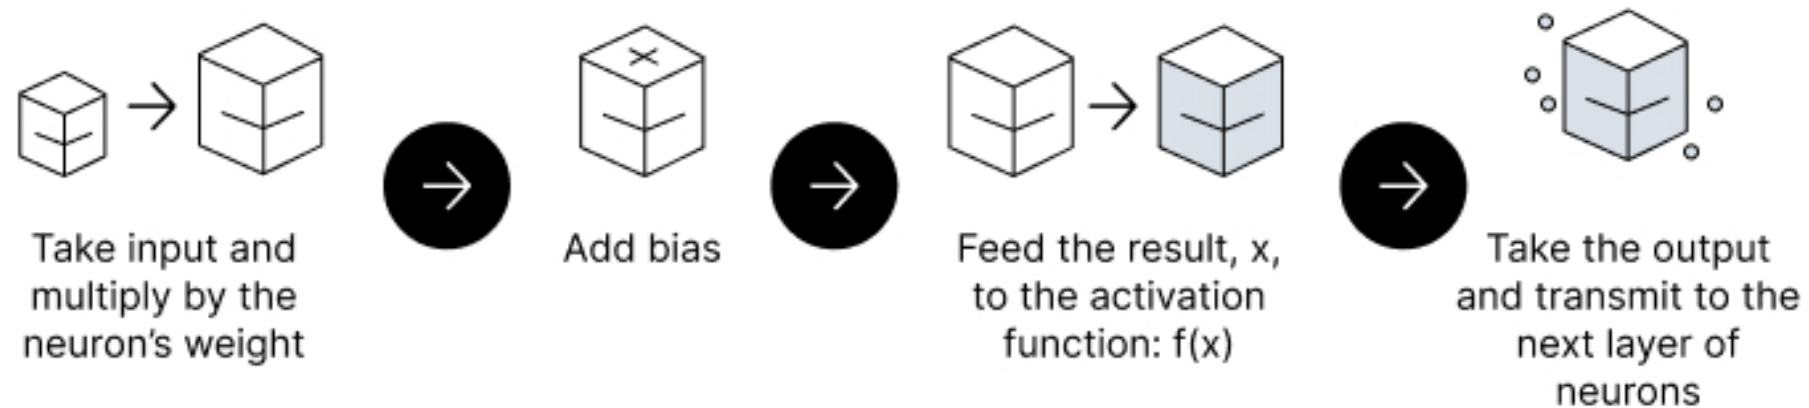 Take input and
multiply by the
neuron’s weight
Add bias
Feed the result, x,
to the activation
function: f(x)
Take the output
and transmit to the
next layer of
neurons